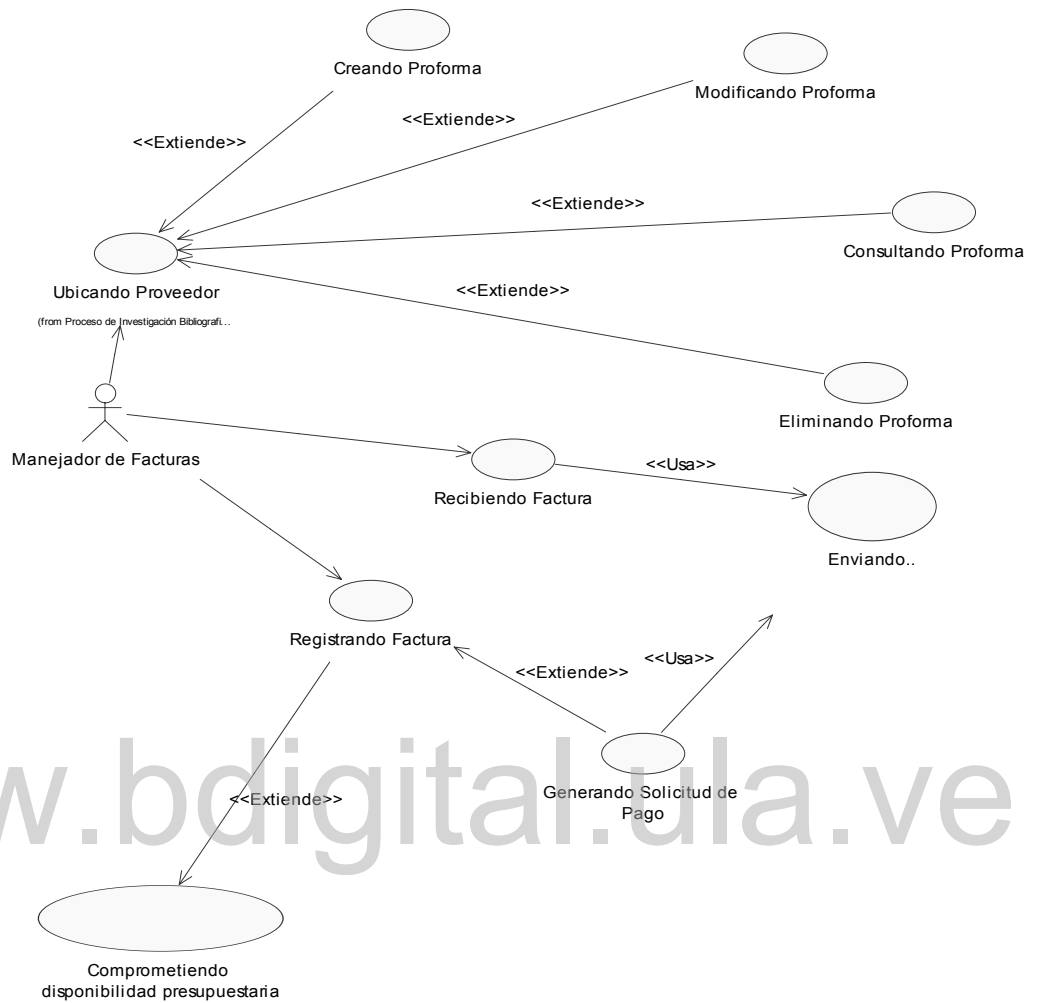 Creando Proforma
Modificando Proforma
<<Extiende>>
<<Extiende>>
<<Extiende>>
Consultando Proforma
Ubicando Proveedor
<<Extiende>>
(from Proceso de Investigación Bibliografi...
Eliminando Proforma
Manejador de Facturas
<<Usa>>
Recibiendo Factura
Enviando..
Registrando Factura
<<Extiende>>
<<Usa>>
Generando Solicitud de
Pago
<<Extiende>>
w.bdigital.ula.ve
Comprometiendo
disponibilidad presupuestaria